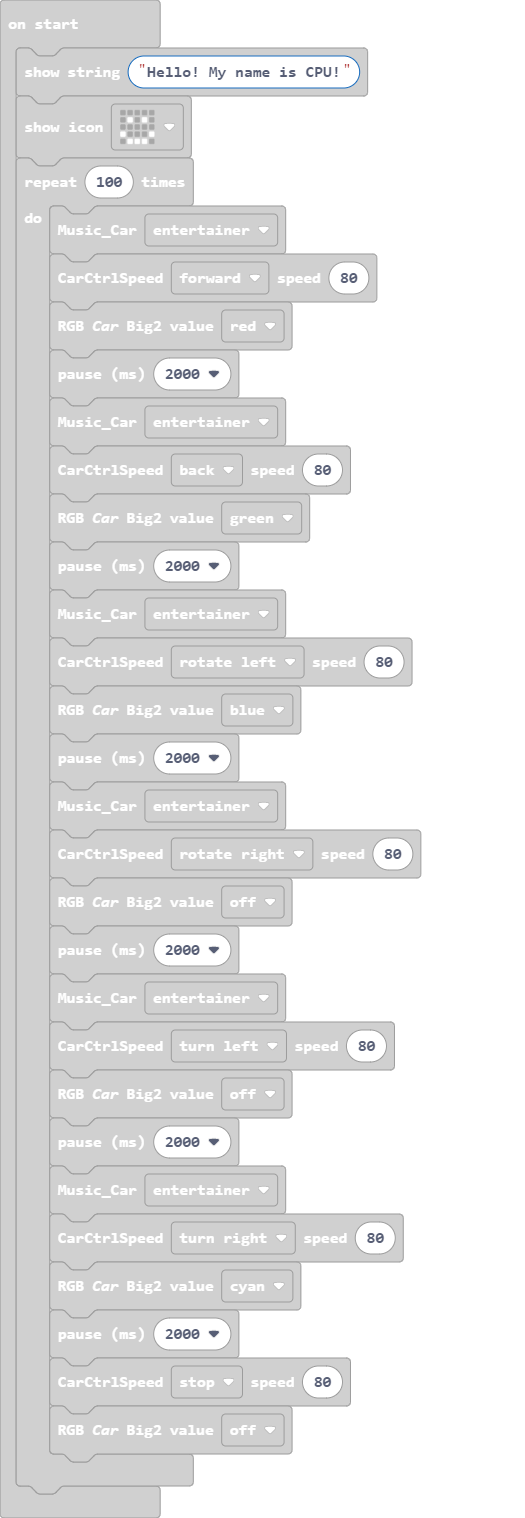 on start
show string "Hello! My name is CPU!"
show icon
repeat 100 times
do
Music_Car entertainer
CarCtrlSpeed forward speed 80
RGB Car Big2 value red
pause (ms) 2000
Music_Car entertainer
CarCtrlSpeed back speed 80
RGB Car Big2 value green
pause (ms) 2000
Music_Car entertainer
CarCtrlSpeed rotate left speed 80
RGB Car Big2 value blue
pause (ms) 2000
Music_Car entertainer
CarCtrlSpeed rotate right speed 80
RGB Car Big2 value off
pause (ms) 2000
Music_Car entertainer
CarCtrlSpeed turn left speed 80
RGB Car Big2 value off
pause (ms) 2000
Music_Car entertainer
CarCtrlSpeed turn right speed 80
RGB Car Big2 value cyan
pause (ms) 2000
CarCtrlSpeed stop speed 80
RGB Car Big2 value off